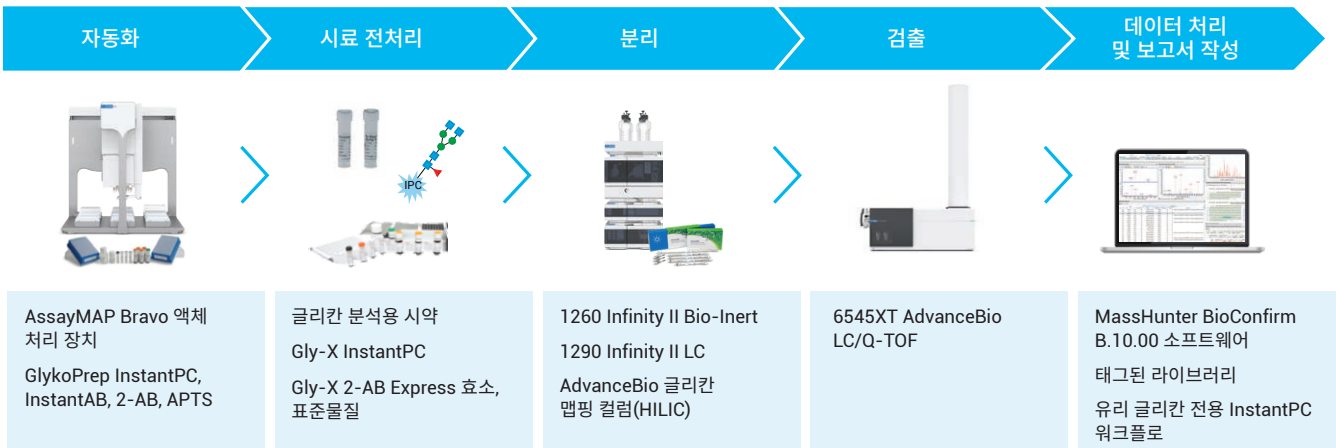 자동화
시료 전처리
분리
검출
데이터 처리
및 보고서 작성
IPC
AssayMAP Bravo 액체
처리 장치
GlykoPrep InstantPC,
InstantAB, 2-AB, APTS
글리칸 분석용 시약
Gly-X InstantPC
Gly-X 2-AB Express 효소,
표준물질
1260 Infinity II Bio-Inert
1290 Infinity II LC
AdvanceBio 글리칸
맵핑 컬럼(HILIC)
6545XT AdvanceBio
LC/Q-TOF
MassHunter BioConfirm
B.10.00 소프트웨어
태그된 라이브러리
유리 글리칸 전용 InstantPC
워크플로